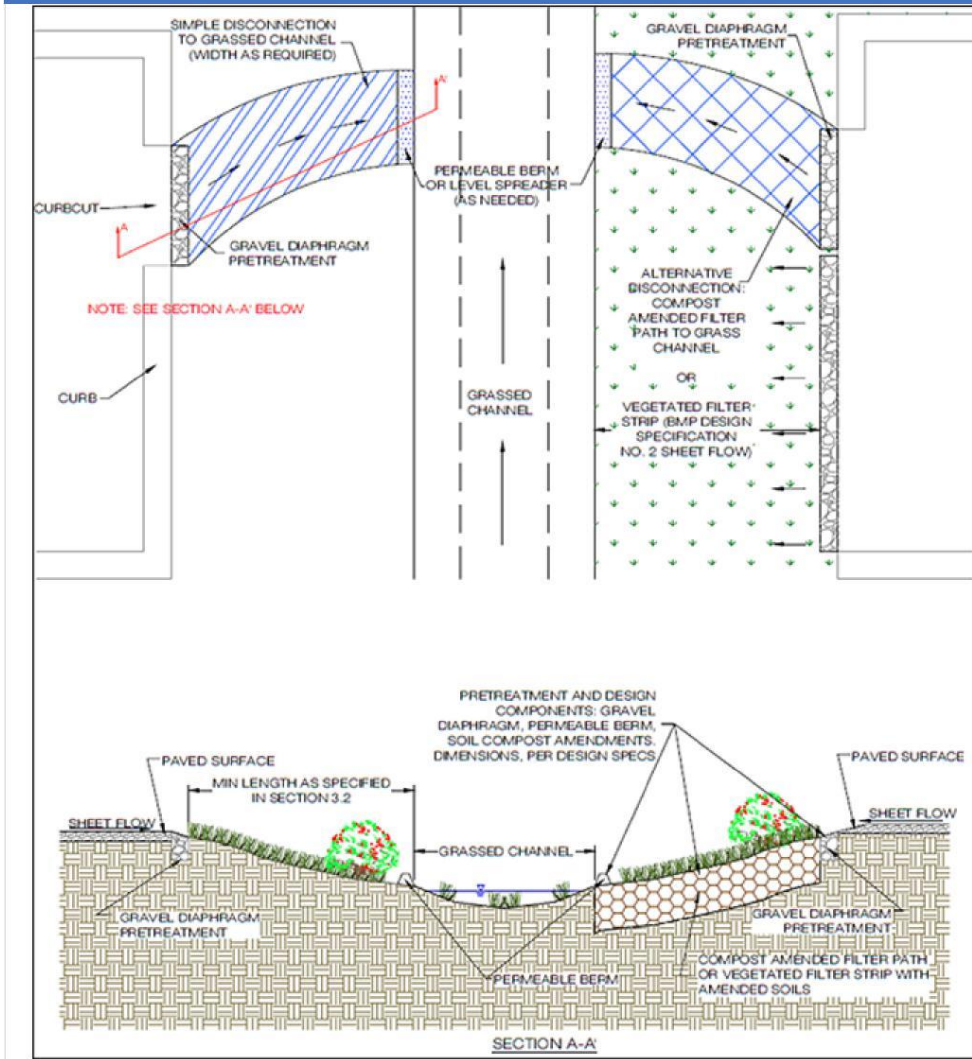 SIMPLE DISCONNECTION
TO GRASSED CHANNEL
(WIDTH AS REQUIRED)
GRAVEL DIAPHRAGM
PRETREATMENT
A'
PERMEABLE BERM
OR LEVEL SPREADER
(AS NEEDED)
CURBCUT
A
GRAVEL DIAPHRAGM
PRETREATMENT
NOTE: SEE SECTION A-A' BELOW
CURB
GRASSED
CHANNEL
ALTERNATIVE
DISCONNECTION:
COMPOST
AMENDED FILTER
PATH TO GRASS
CHANNEL
OR
VEGETATED FILTER
STRIP (BMP DESIGN
SPECIFICATION
NO. 2 SHEET FLOW)
PRETREATMENT AND DESIGN
COMPONENTS: GRAVEL
DIAPHRAGM, PERMEABLE BERM,
SOIL COMPOST AMENDMENTS.
DIMENSIONS, PER DESIGN SPECS
PAVED SURFACE
MIN LENGTH AS SPECIFIED
IN SECTION 3.2
PAVED SURFACE
SHEET FLOW
SHEET FLOW
GRASSED CHANNEL
GRAVEL DIAPHRAGM
PRETREATMENT
GRAVEL DIAPHRAGM
PRETREATMENT
PERMEABLE BERM
COMPOST AMENDED FILTER PATH
OR VEGETATED FILTER STRIP WITH
AMENDED SOILS
SECTION A-A'